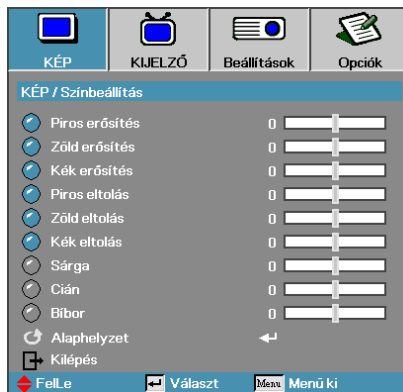 KÉP KIJELZŐ Beállítások Opciók
KÉP / Színbeállítás
Piros erősítés 0
Zöld erősítés 0
Kék erősítés 0
Piros eltolás 0
Zöld eltolás 0
Kék eltolás 0
Sárga 0
Cián 0
Bíbor 0
Alaphelyzet
Kilépés
FelLe Választ Menu Menü ki